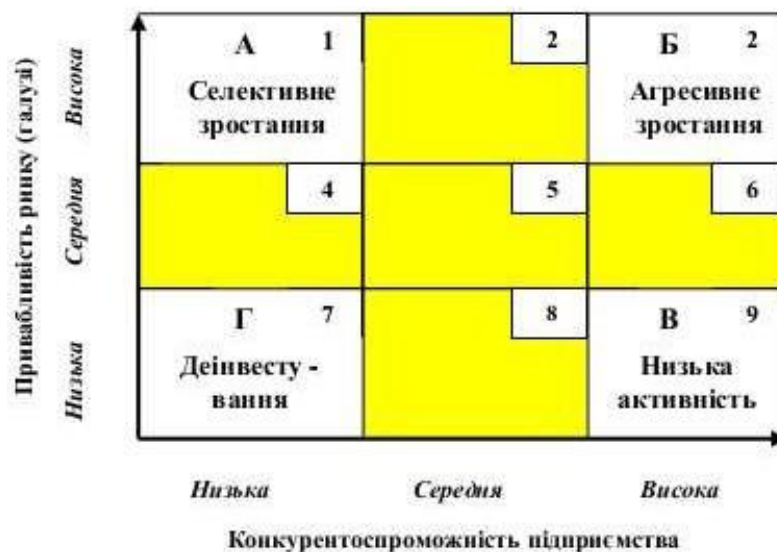 Привабливість ринку (галузі)
Висока
Середня
Низька
А 1
Селективне
зростання
2
Б 2
Агресивне
зростання
4
5
6
Г 7
Деінвесту -
вання
8
В 9
Низька
активність
Низька
Середня
Висока
Конкурентоспроможність підприємства